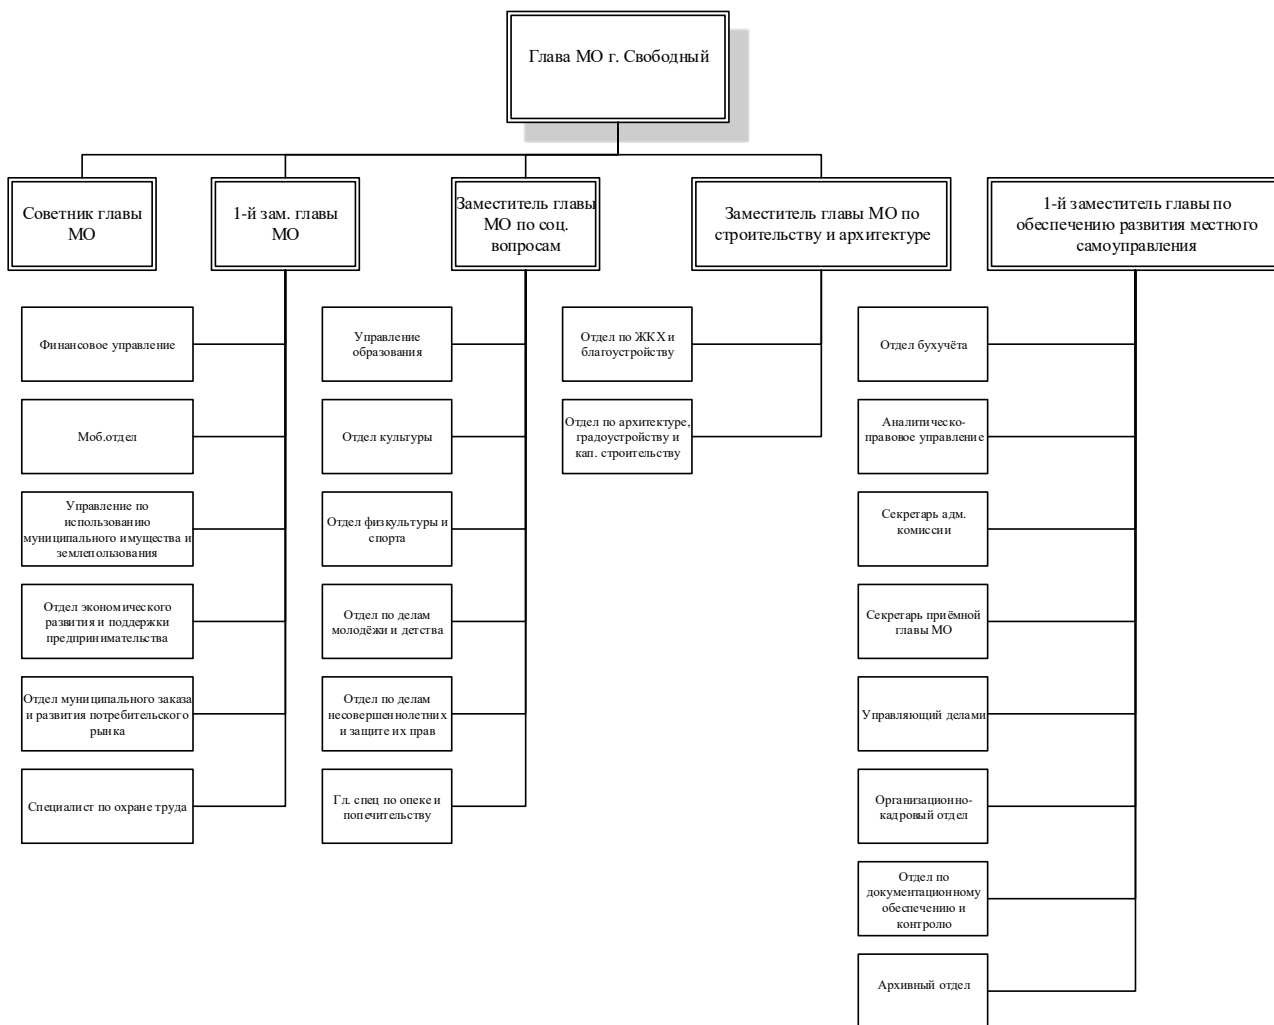 Глава МО г. Свободный
Советник главы
МО
1-й зам. главы
МО
Заместитель главы
МО по соц.
вопросам
Заместитель главы МО по
строительству и архитектуре
1-й заместитель главы по
обеспечению развития местного
самоуправления
Финансовое управление
Моб.отдел
Управление по
использованию
муниципального имущества и
землепользования
Отдел экономического
развития и поддержки
предпринимательства
Отдел муниципального заказа
и развития потребительского
рынка
Специалист по охране труда
Управление
образования
Отдел культуры
Отдел физкультуры и
спорта
Отдел по делам
молодёжи и детства
Отдел по делам
несовершеннолетних
и защите их прав
Гл. спец по опеке и
попечительству
Отдел по ЖКХ и
благоустройству
Отдел по архитектуре,
градоустройству и
кап. строительству
Отдел бухучёта
Аналитическо-
правовое управление
Секретарь адм.
комиссии
Секретарь приёмной
главы МО
Управляющий делами
Организационно-
кадровый отдел
Отдел по
документационному
обеспечению и
контролю
Архивный отдел